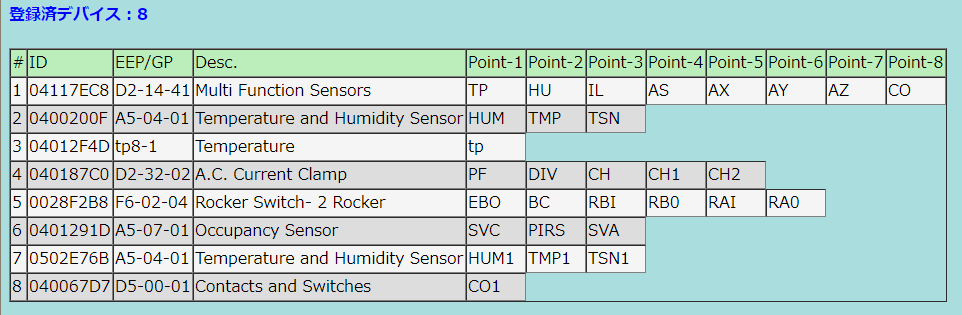 登録済デバイス：8
# ID EEP/GP Desc. Point-1 Point-2 Point-3 Point-4 Point-5 Point-6 Point-7 Point-8
1 04117EC8 D2-14-41 Multi Function Sensors TP HU IL AS AX AY AZ CO
2 0400200F A5-04-01 Temperature and Humidity Sensor HUM TMP TSN
3 04012F4D tp8-1 Temperature tp
4 040187C0 D2-32-02 A.C. Current Clamp PF DIV CH CH1 CH2
5 0028F2B8 F6-02-04 Rocker Switch- 2 Rocker EBO BC RBI RB0 RAI RA0
6 0401291D A5-07-01 Occupancy Sensor SVC PIRS SVA
7 0502E76B A5-04-01 Temperature and Humidity Sensor HUM1 TMP1 TSN1
8 040067D7 D5-00-01 Contacts and Switches CO1